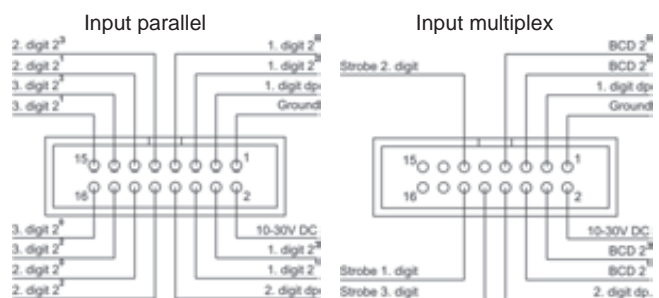 Input parallel
2. digit 2³
2. digit 2¹
3. digit 2³
3. digit 2¹
1. digit 2
1. digit 2
1. digit dp
Ground
15
1
16
2
3. digit 2
3. digit 2
2. digit 2
2. digit 2
10-30V DC
1. digit 2
1. digit 2
2. digit dp
Input multiplex
Strobe 2. digit
BCD 2
BCD 2
1. digit dp
Ground
15
1
16
2
Strobe 1. digit
Strobe 3. digit
10-30V DC
BCD 2
BCD 2
2. digit dp.